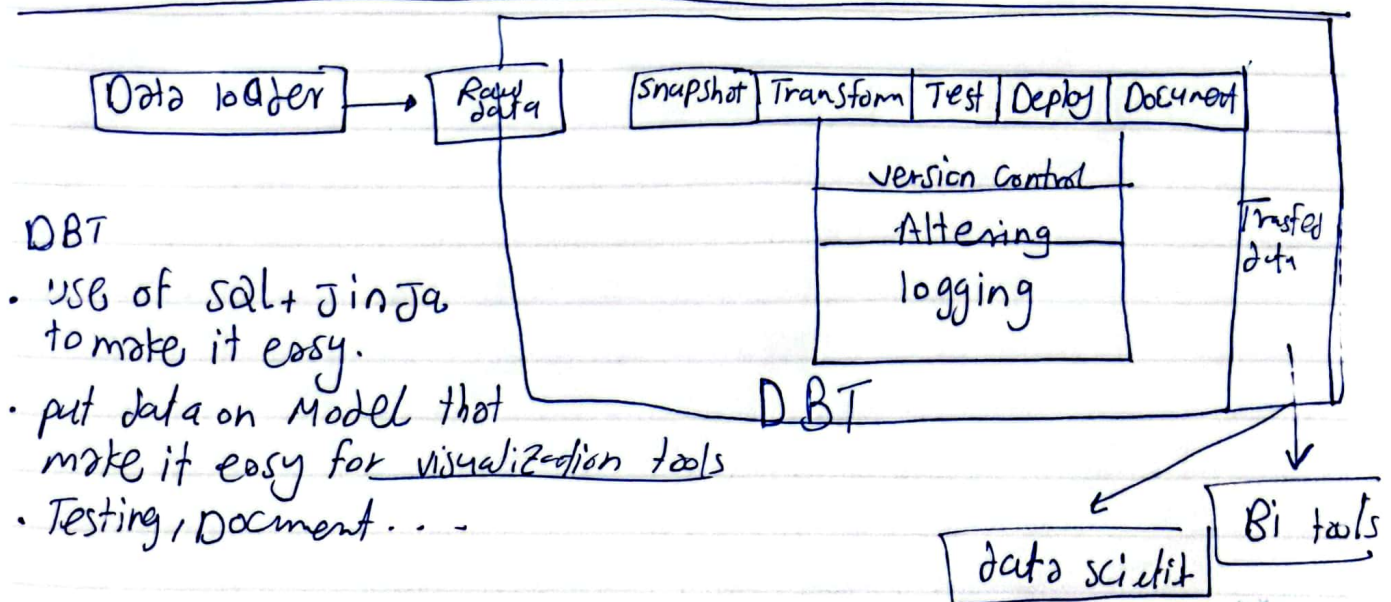 Data loader
Raw
data
Snapshot Transform Test Deploy Document
version Control
Altering
logging
Trasfed
data
DBT
DBT
• use of SQL + JinJa
to make it easy.
• put data on Model that
make it easy for visualization tools
• Testing, Document....
data scietit
Bi tools